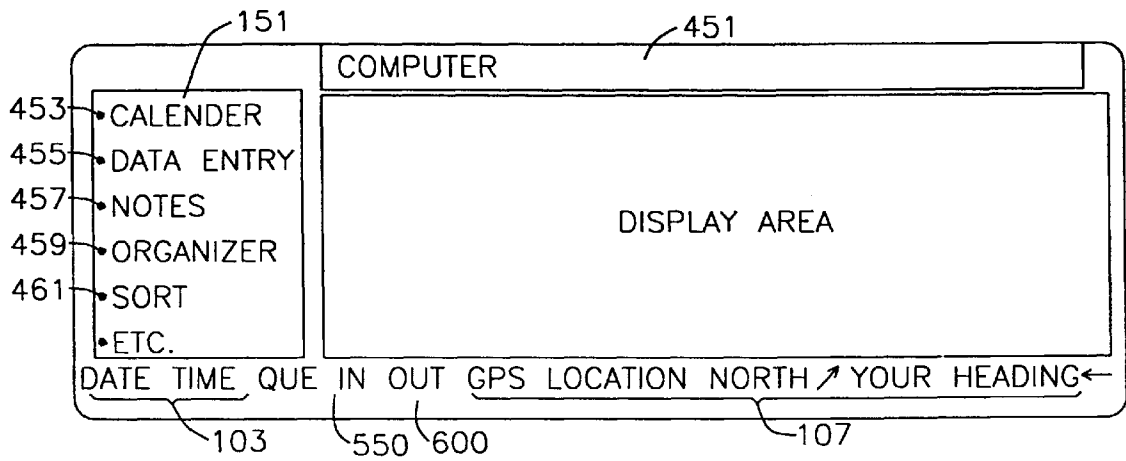 151
451
COMPUTER
453 • CALENDER
455 • DATA ENTRY
457 • NOTES
459 • ORGANIZER
461 • SORT
• ETC.
DISPLAY AREA
DATE TIME QUE IN OUT GPS LOCATION NORTH ↗ YOUR HEADING ←
103 550 600 107